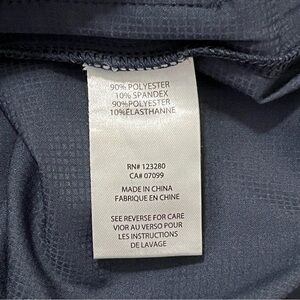 90% POLYESTER
10% SPANDEX
90%POLYESTER
10%ELASTHANNE
RN# 123280
CA# 07099
MADE IN CHINA
FABRIQUE EN CHINE
SEE REVERSE FOR CARE
VIOR AU VERSO POUR
LES INSTRUCTIONS
DE LAVAGE